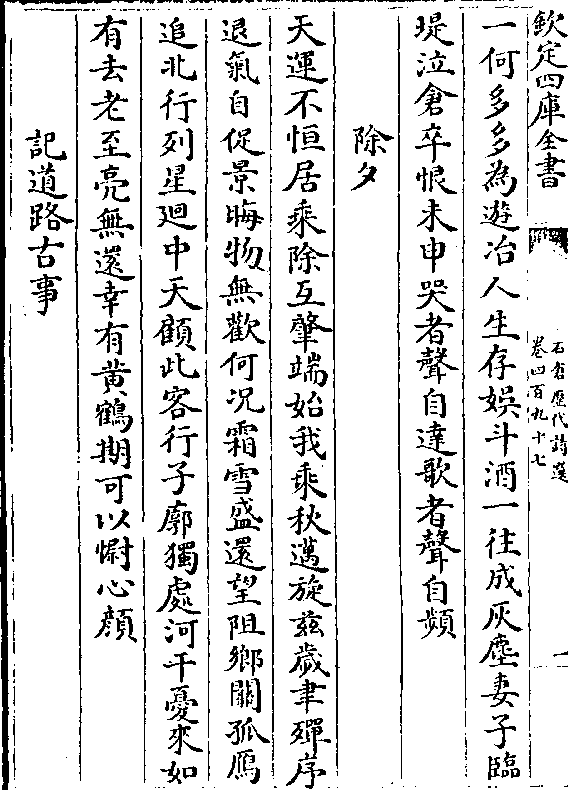 欽定四庫全書
石倉歷代詩選
卷四百九十七
一
一何多多為遊冶人生存娯斗酒一往成灰塵妻子臨
堤泣倉卒恨未申哭者聲自達歌者聲自頻
除夕
天運不恒居乘除互肇端始我乘秋邁旋兹歲聿殫序
退氣自促景晦物無歡何况霜雪盛還望阻鄉關孤鴈
追北行列星廻中天顧此客行子廓獨處河干憂來如
有去老至亮無還幸有黄鶴期可以慰心顔
記道路古事